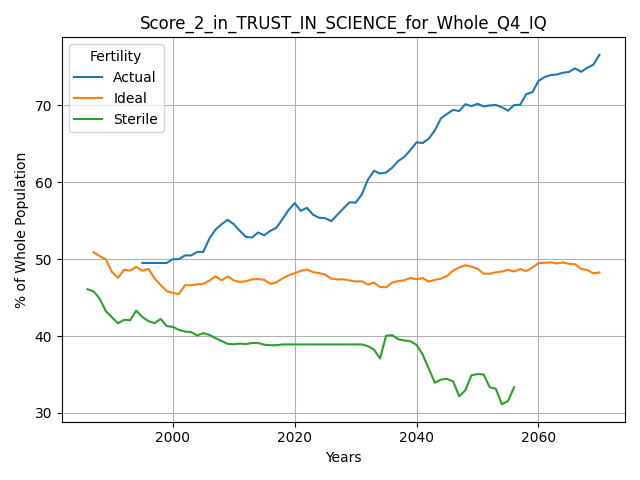 Score_2_in_TRUST_IN_SCIENCE_for_Whole_Q4_IQ
Fertility
Actual
Ideal
Sterile
% of Whole Population
70
60
50
40
30
2000
2020
2040
2060
Years